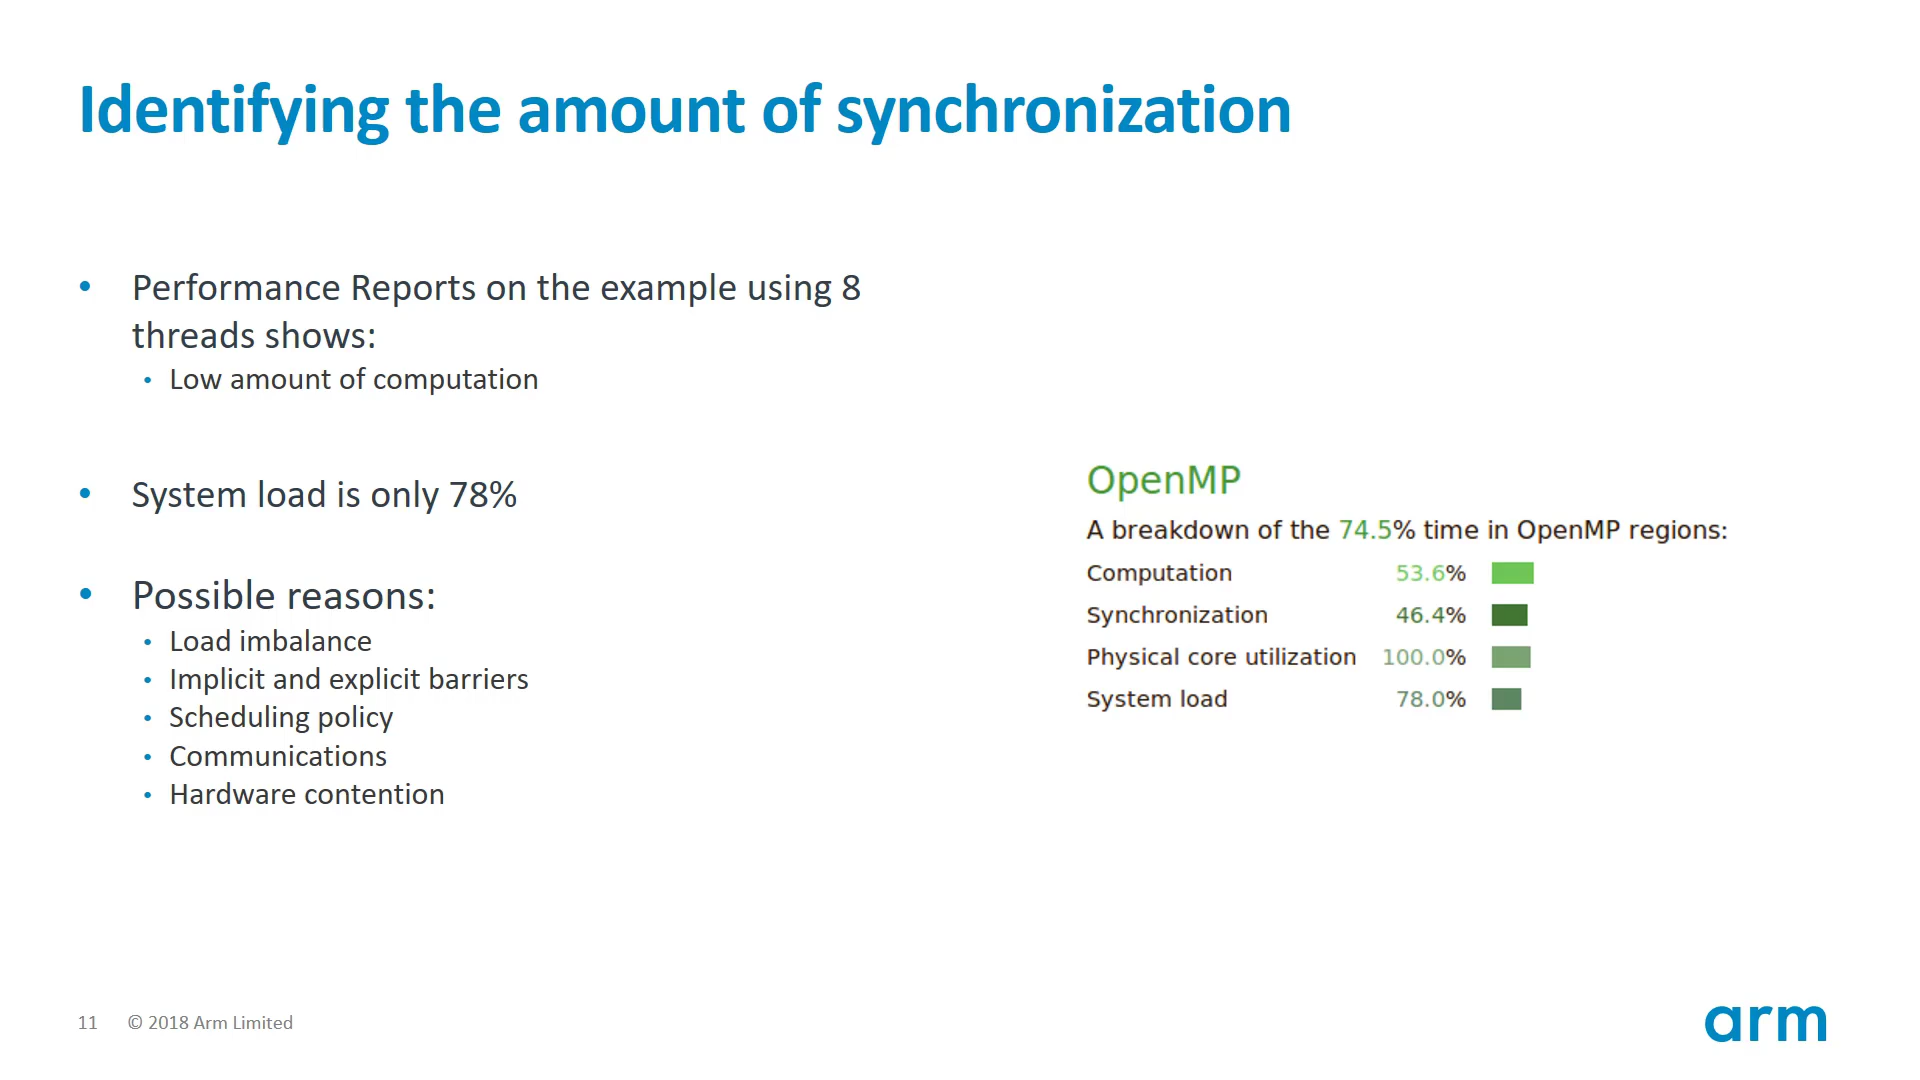 Identifying the amount of synchronization
• Performance Reports on the example using 8
threads shows:
• Low amount of computation
• System load is only 78%
• Possible reasons:
• Load imbalance
• Implicit and explicit barriers
• Scheduling policy
• Communications
• Hardware contention
OpenMP
A breakdown of the 74.5% time in OpenMP regions:
Computation 53.6%
Synchronization 46.4%
Physical core utilization 100.0%
System load 78.0%
11 © 2018 Arm Limited
arm